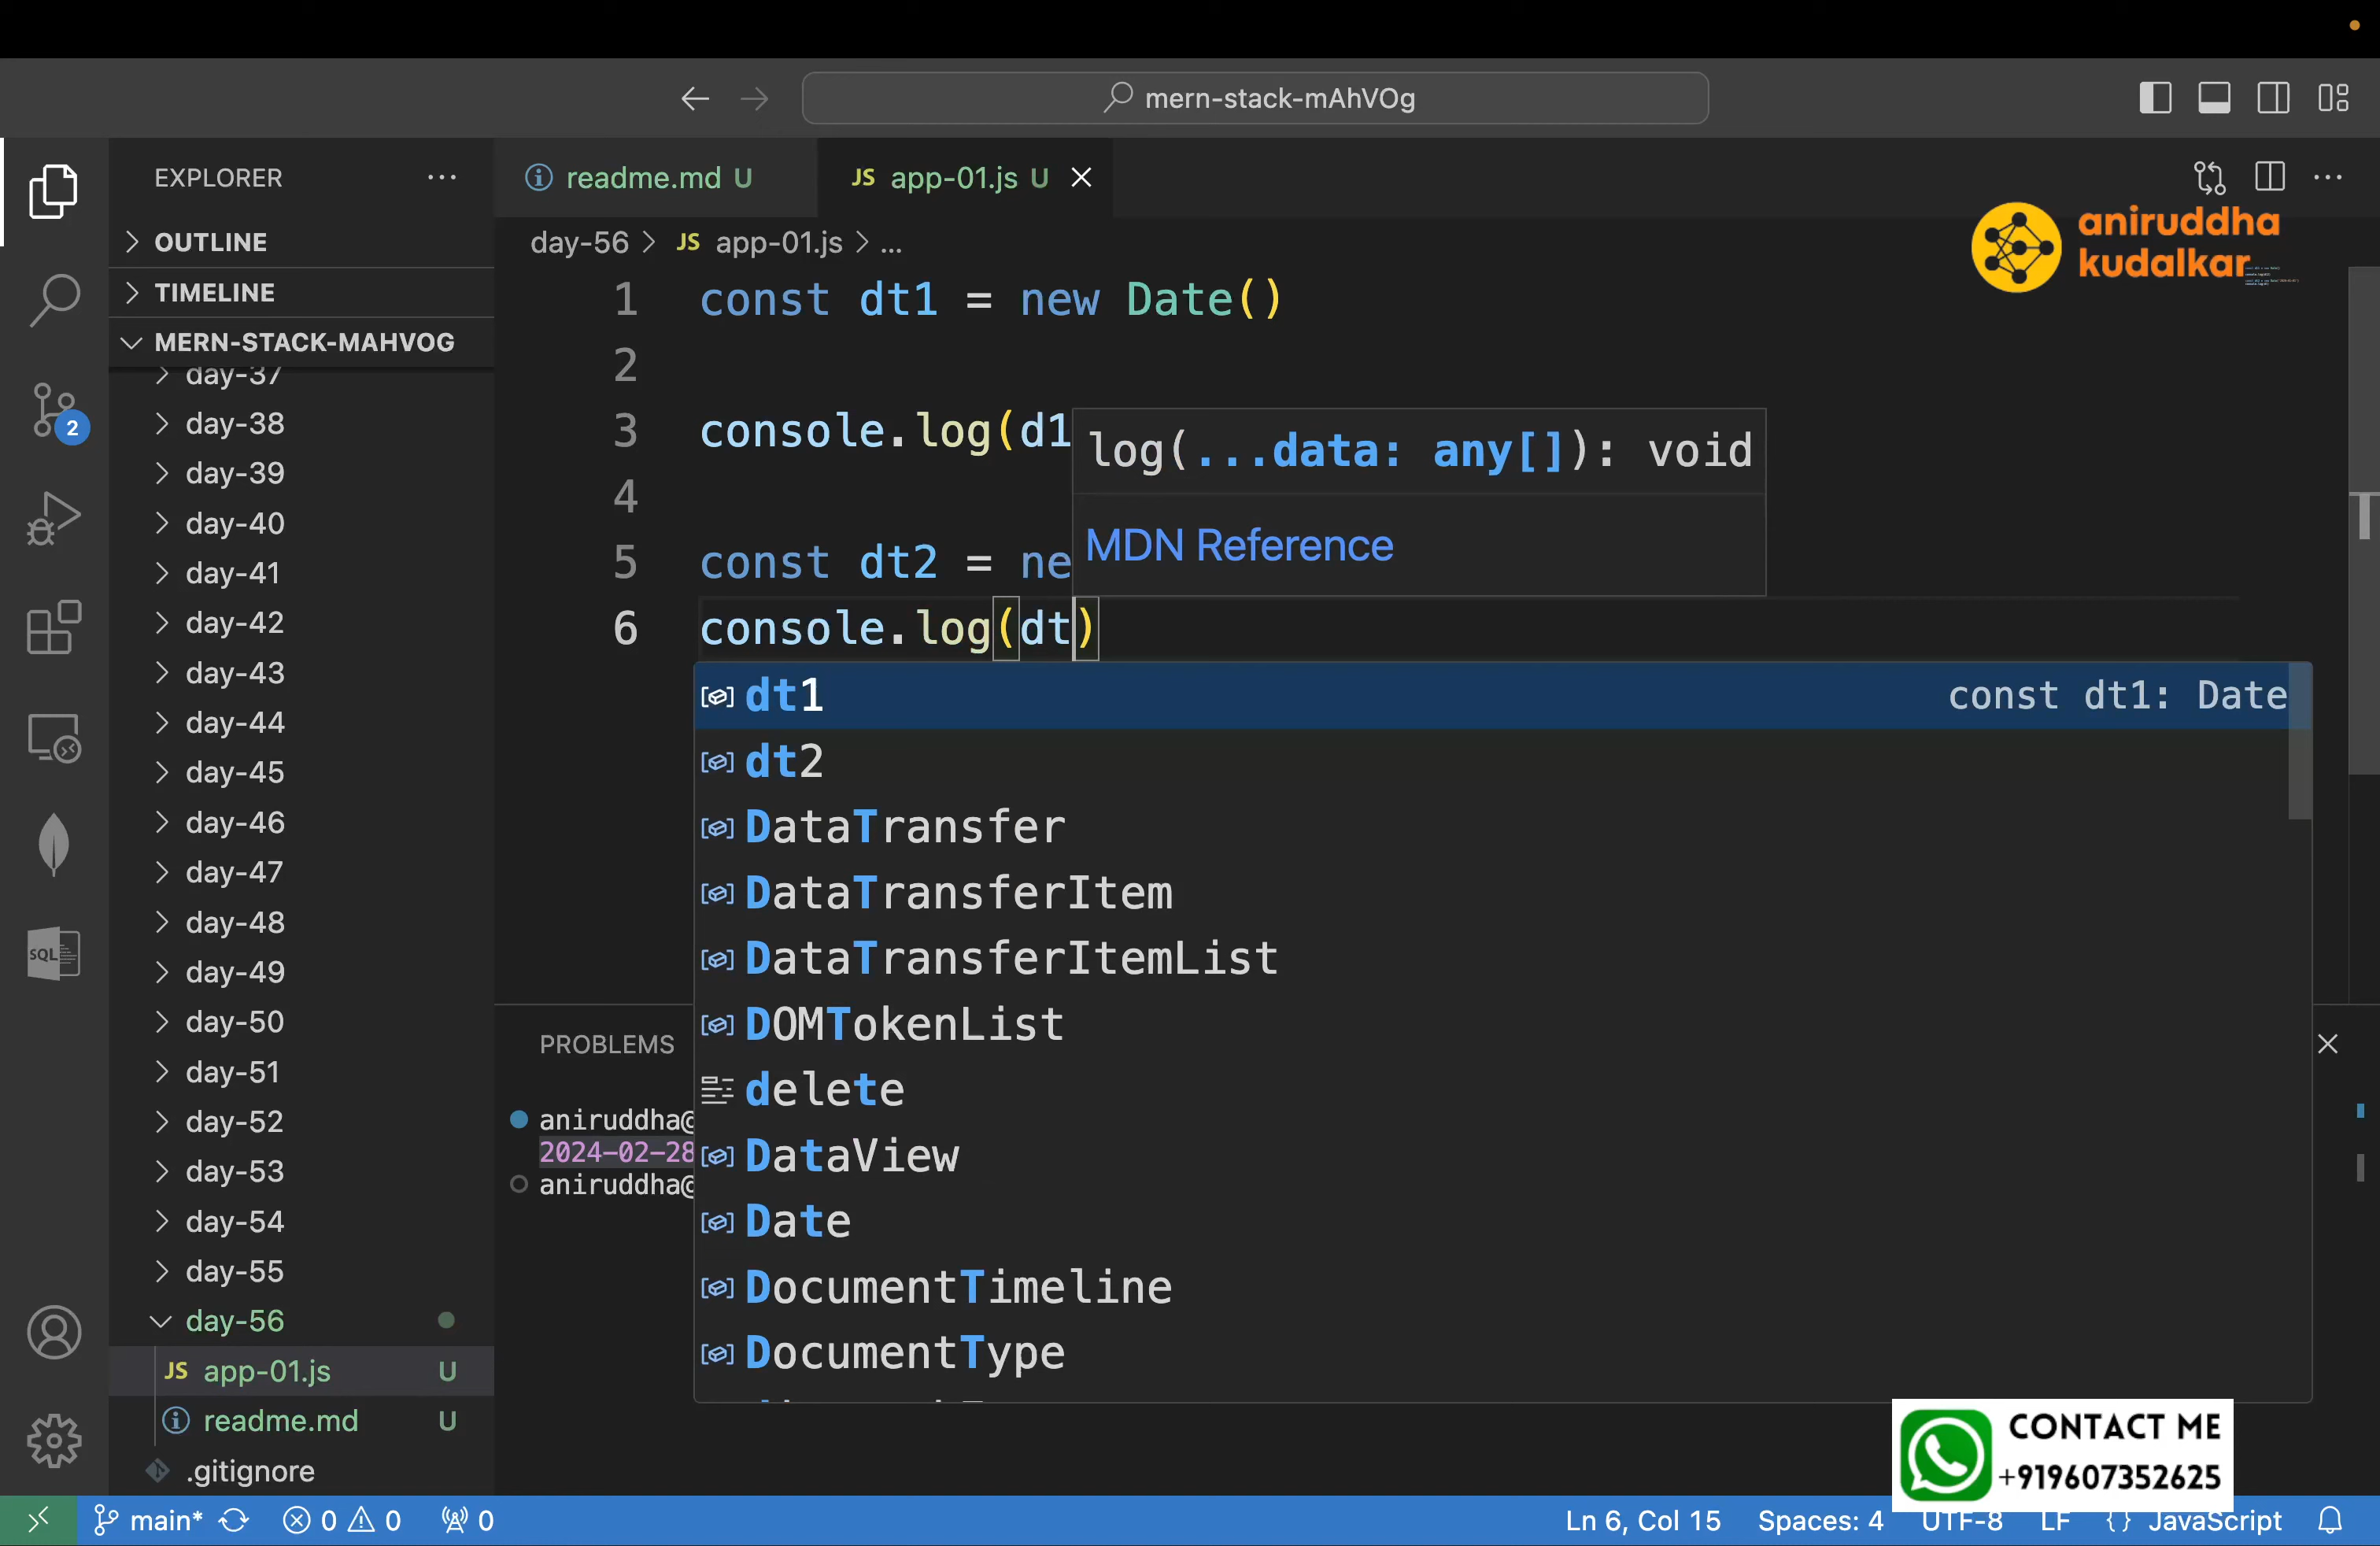 mern-stack-mAhVOg
EXPLORER
readme.md U
JS app-01.js U
OUTLINE
TIMELINE
MERN-STACK-MAHVOG
day-37
day-38
day-39
day-40
day-41
day-42
day-43
day-44
day-45
day-46
day-47
day-48
day-49
day-50
day-51
day-52
day-53
day-54
day-55
day-56
JS app-01.js U
readme.md U
.gitignore
2
SQL
day-56 > JS app-01.js > ...
aniruddha
kudalkar
1 const dt1 = new Date()
2
3 console.log(d1
4
5 const dt2 = ne
6 console.log(dt)
log(...data: any[]): void
MDN Reference
dt1 const dt1: Date
dt2
DataTransfer
DataTransferItem
DataTransferItemList
DOMTokenList
delete
DataView
Date
DocumentTimeline
DocumentType
PROBLEMS
aniruddha@
2024-02-28
aniruddha@
CONTACT ME
+919607352625
main* 0 0 0
Ln 6, Col 15 Spaces: 4 UTF-8 LF {} JavaScript